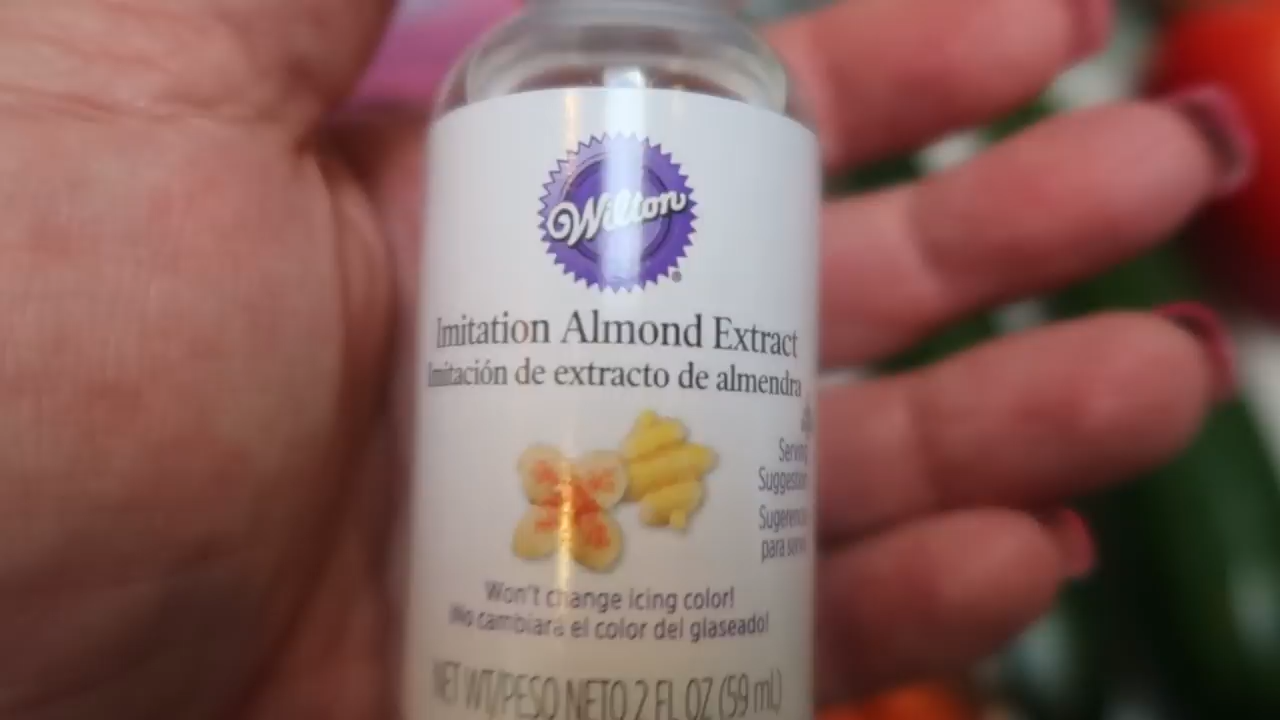 Wilton
®
Imitation Almond Extract
Imitación de extracto de almendra
Serving
Suggestion
Sugerencia
para servir
Won't change icing color!
¡No cambiará el color del glaseado!
NET WT/PESO NETO 2 FL OZ (59 mL)